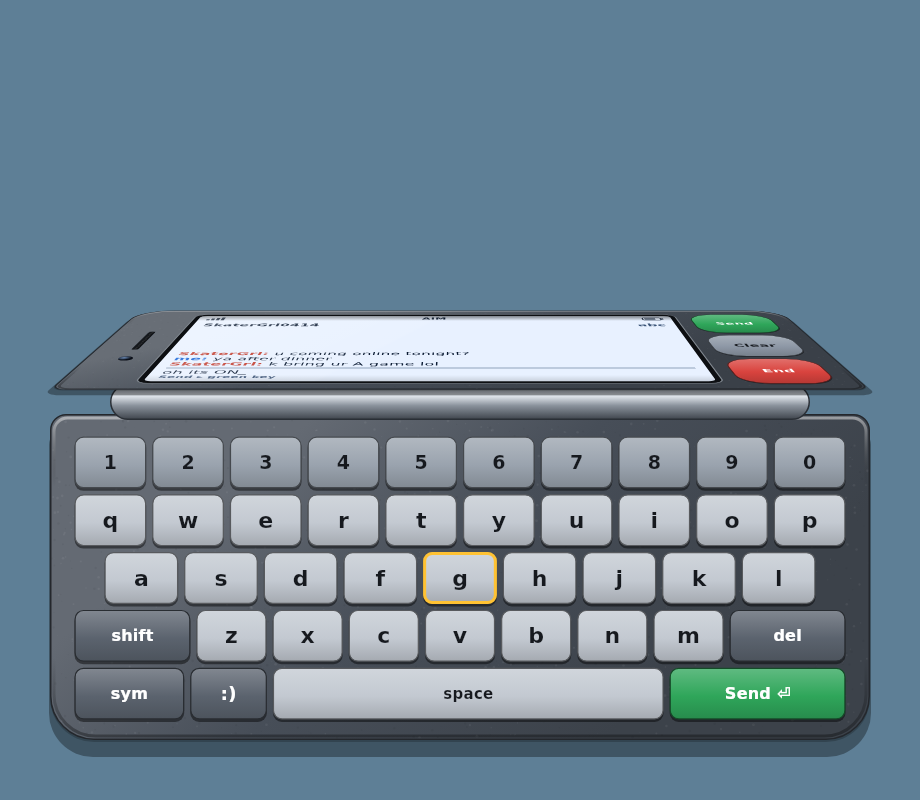 AIM
SkaterGrl0414 abc
SkaterGrl: u coming online tonight?
me: ya after dinner
SkaterGrl: k bring ur A game lol
oh its ON_
Send = green key
Send
Clear
End
1 2 3 4 5 6 7 8 9 0
q w e r t y u i o p
a s d f g h j k l
shift z x c v b n m del
sym :) space Send ⏎